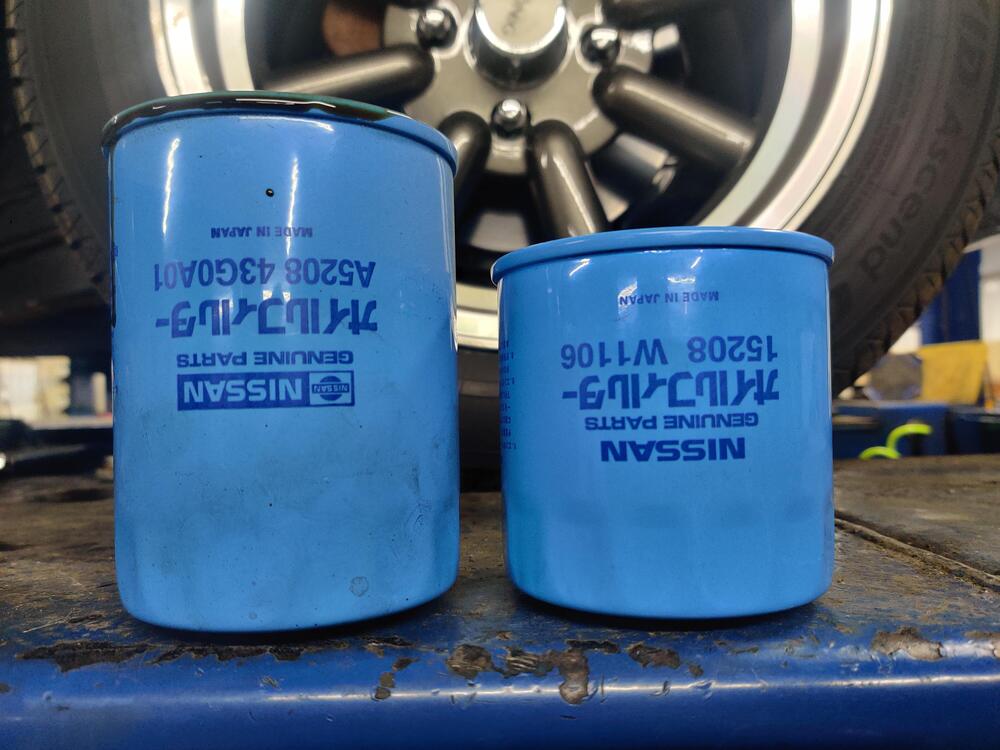 NISSAN NISSAN
GENUINE PARTS
オイルフィルター
A5208 43G0A01
MADE IN JAPAN
NISSAN
GENUINE PARTS
オイルフィルター
15208 W1106
MADE IN JAPAN
Ascend